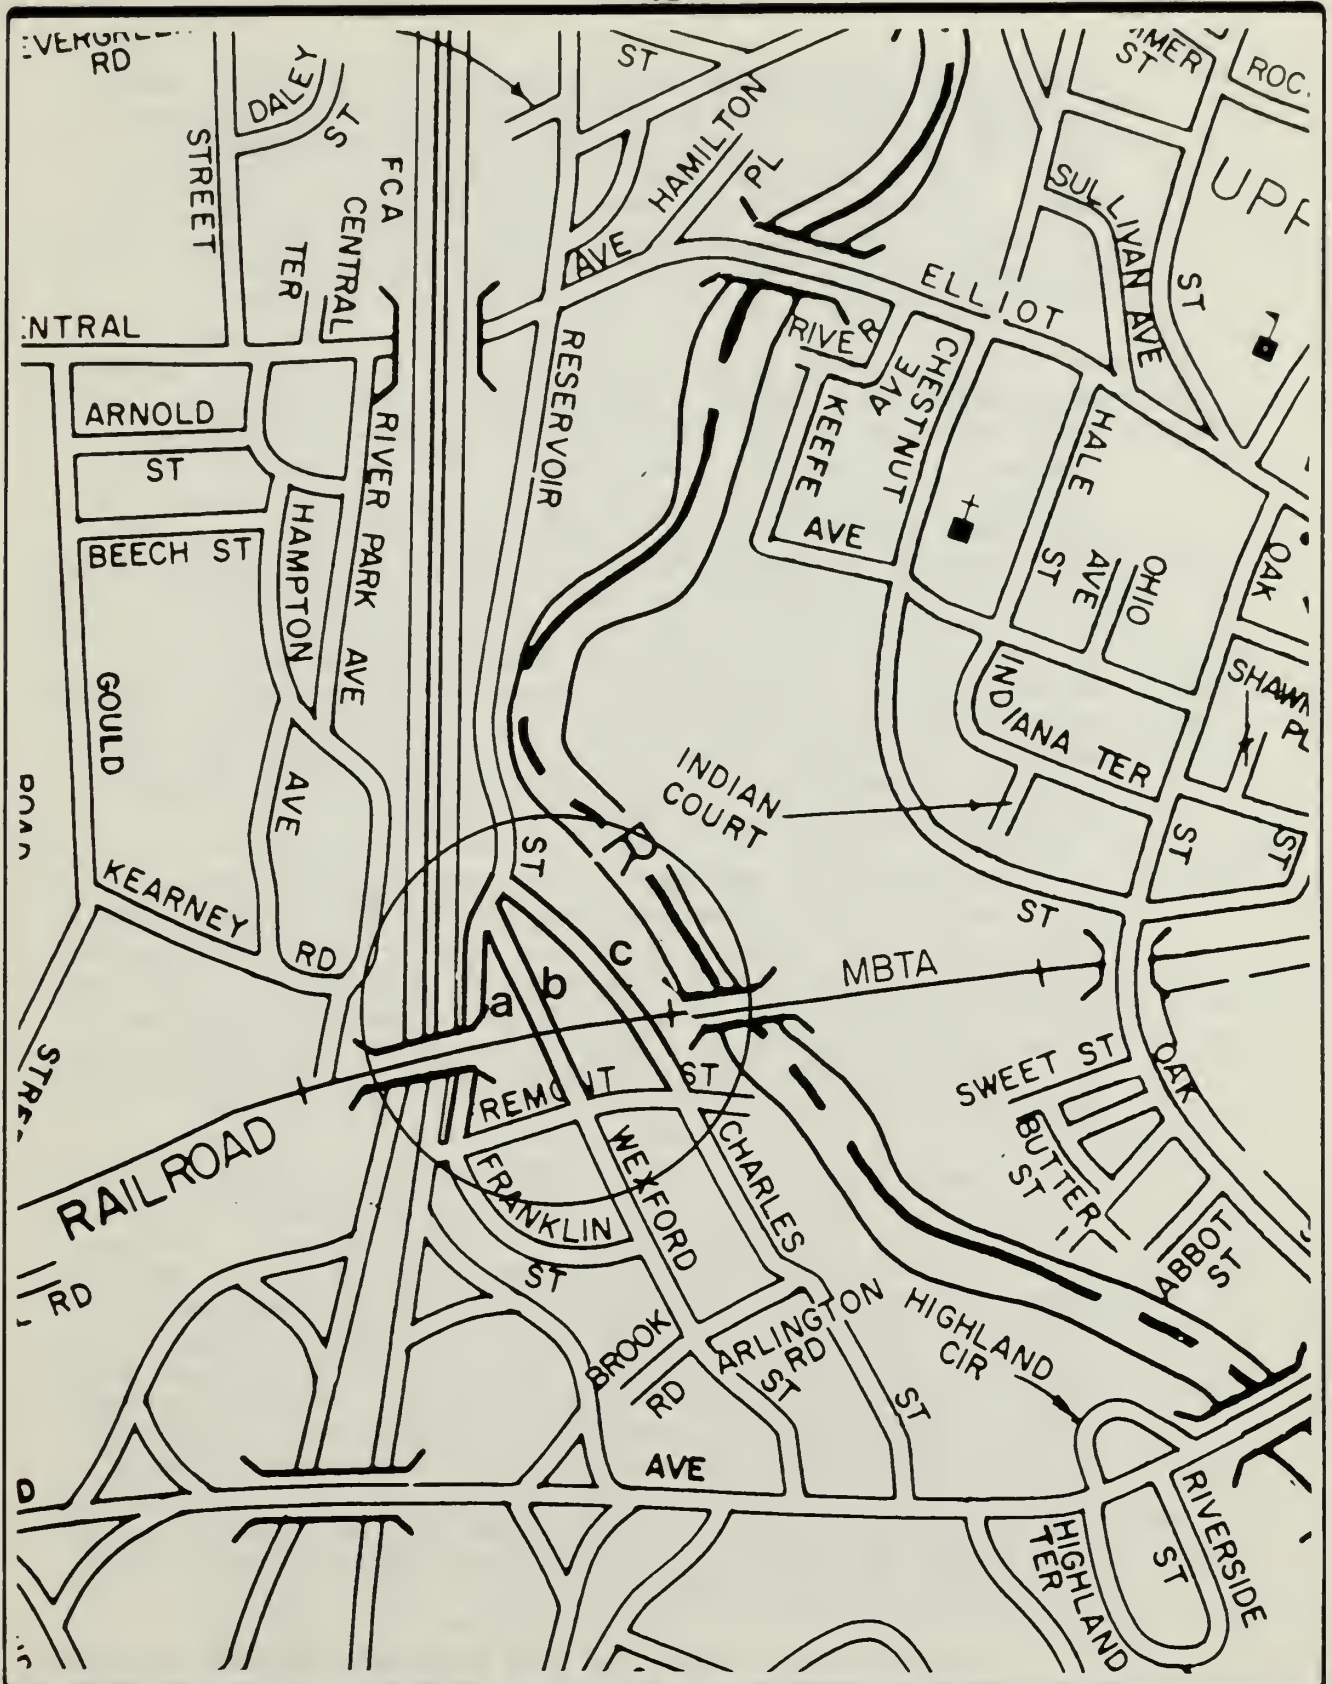 RD
DALEY
ST
STREET
FCA
CENTRAL
TER
ST
HAMILTON
PL
AVE
ST
SULLIVAN AVE
ST
ELLIOT
ARNOLD
ST
BEECH ST
HAMPTON
AVE
RIVER PARK AVE
GOULD
KEARNEY
RD
RESERVOIR
ST
RIVER
AVE
KEEFE
AVE
CHESTNUT
ST
HALE
ST
OHIO
AVE
OAK
ST
INDIANA TER
PL
ST
INDIAN
COURT
R
a
b
c
MBTA
RAILROAD
ST
SWEET ST
OAK
BUTTER
ST
ABBOT
ST
WEXFORD
ST
CHARLES
ST
FRANKLIN
ST
BROOK
RD
ARLINGTON
RD
HIGHLAND
CIR
RD
AVE
D
HIGHLAND
TER
RIVERSIDE
ST